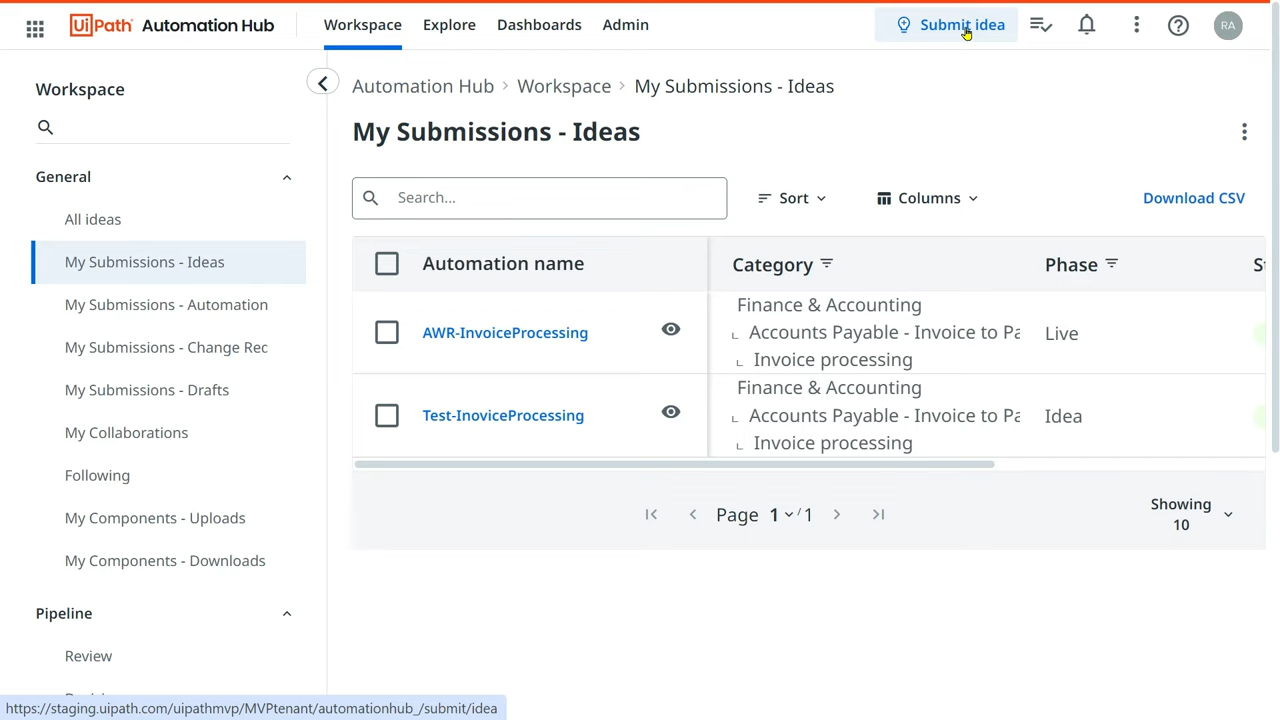 UiPath Automation Hub
Workspace Explore Dashboards Admin
Submit idea
RA
Workspace
General
All ideas
My Submissions - Ideas
My Submissions - Automation
My Submissions - Change Rec
My Submissions - Drafts
My Collaborations
Following
My Components - Uploads
My Components - Downloads
Pipeline
Review
Automation Hub > Workspace > My Submissions - Ideas
My Submissions - Ideas
Search...
Sort
Columns
Download CSV
Automation name Category Phase
AWR-InvoiceProcessing
Finance & Accounting
Accounts Payable - Invoice to Pa
Invoice processing
Live
Test-InoviceProcessing
Finance & Accounting
Accounts Payable - Invoice to Pa
Invoice processing
Idea
Page 1 / 1
Showing
10
https://staging.uipath.com/uipathmvp/MVPtenant/automationhub_/submit/idea